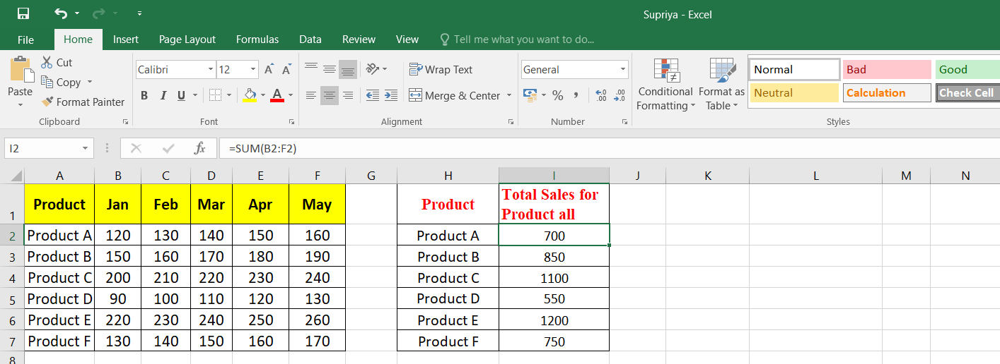 Supriya - Excel
File Home Insert Page Layout Formulas Data Review View Tell me what you want to do...
Paste
Cut
Copy
Format Painter
Clipboard
Calibri 12 A A
B I U A
Font
Wrap Text
Merge & Center
Alignment
General
% , .0 .00 .00 .0
Number
Conditional Formatting
Format as Table
Normal Bad Good
Neutral Calculation Check Cell
Styles
I2 fx =SUM(B2:F2)
A B C D E F G H I J K L M N
1 Product Jan Feb Mar Apr May Product Total Sales for
Product all
2 Product A 120 130 140 150 160 Product A 700
3 Product B 150 160 170 180 190 Product B 850
4 Product C 200 210 220 230 240 Product C 1100
5 Product D 90 100 110 120 130 Product D 550
6 Product E 220 230 240 250 260 Product E 1200
7 Product F 130 140 150 160 170 Product F 750
8